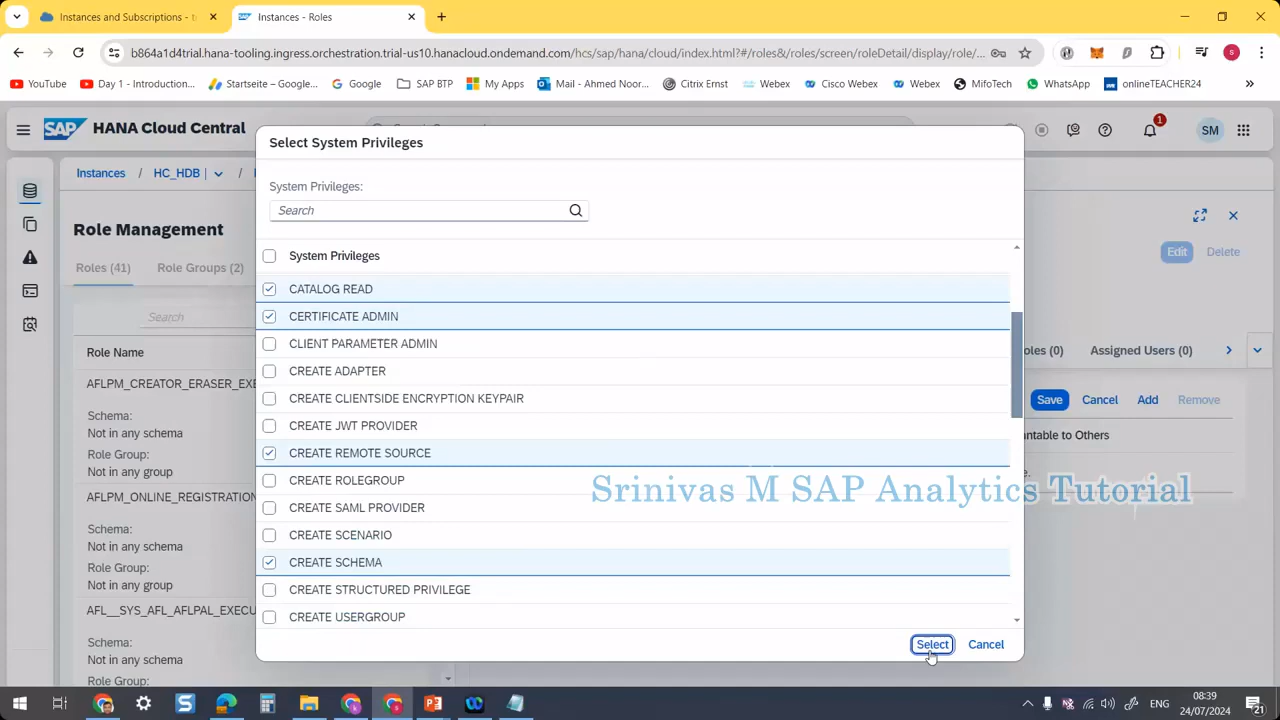 Instances and Subscriptions - t
Instances - Roles
b864a1d4trial.hana-tooling.ingress.orchestration.trial-us10.hanacloud.ondemand.com/hcs/sap/hana/cloud/index.html?#/roles&/roles/screen/roleDetail/display/role/...
YouTube
Day 1 - Introduction...
Startseite – Google...
Google
SAP BTP
My Apps
Mail - Ahmed Noor...
Citrix Ernst
Webex
Cisco Webex
Webex
MifoTech
WhatsApp
onlineTEACHER24
SAP HANA Cloud Central
1
SM
Instances / HC_HDB | /
Role Management
Roles (41) Role Groups (2)
Search
Role Name
AFLPM_CREATOR_ERASER_EXE
Schema:
Not in any schema
Role Group:
Not in any group
AFLPM_ONLINE_REGISTRATION
Schema:
Not in any schema
Role Group:
Not in any group
AFL__SYS_AFL_AFLPAL_EXECU
Schema:
Not in any schema
Role Group:
Select System Privileges
System Privileges:
Search
System Privileges
CATALOG READ
CERTIFICATE ADMIN
CLIENT PARAMETER ADMIN
CREATE ADAPTER
CREATE CLIENTSIDE ENCRYPTION KEYPAIR
CREATE JWT PROVIDER
CREATE REMOTE SOURCE
CREATE ROLEGROUP
CREATE SAML PROVIDER
CREATE SCENARIO
CREATE SCHEMA
CREATE STRUCTURED PRIVILEGE
CREATE USERGROUP
Select Cancel
Edit Delete
oles (0) Assigned Users (0)
Save Cancel Add Remove
antable to Others
e.
Srinivas M SAP Analytics Tutorial
ENG
08:39
24/07/2024
21